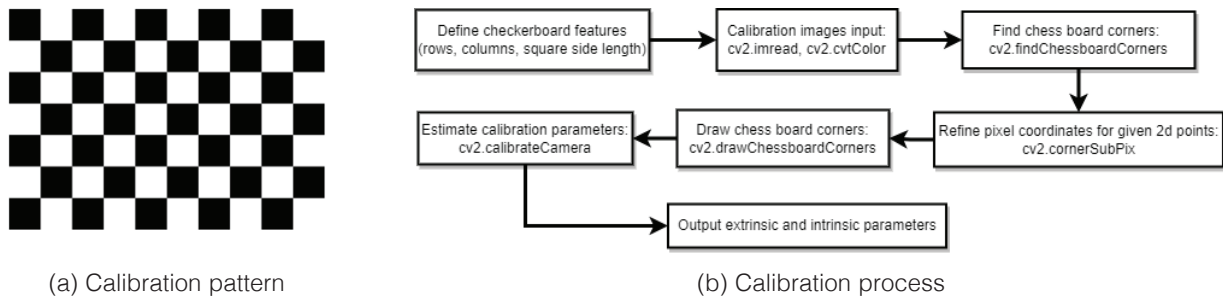 Define checkerboard features
(rows, columns, square side length)
Calibration images input:
cv2.imread, cv2.cvtColor
Find chess board corners:
cv2.findChessboardCorners
Refine pixel coordinates for given 2d points:
cv2.cornerSubPix
Draw chess board corners:
cv2.drawChessboardCorners
Estimate calibration parameters:
cv2.calibrateCamera
Output extrinsic and intrinsic parameters
(a) Calibration pattern
(b) Calibration process